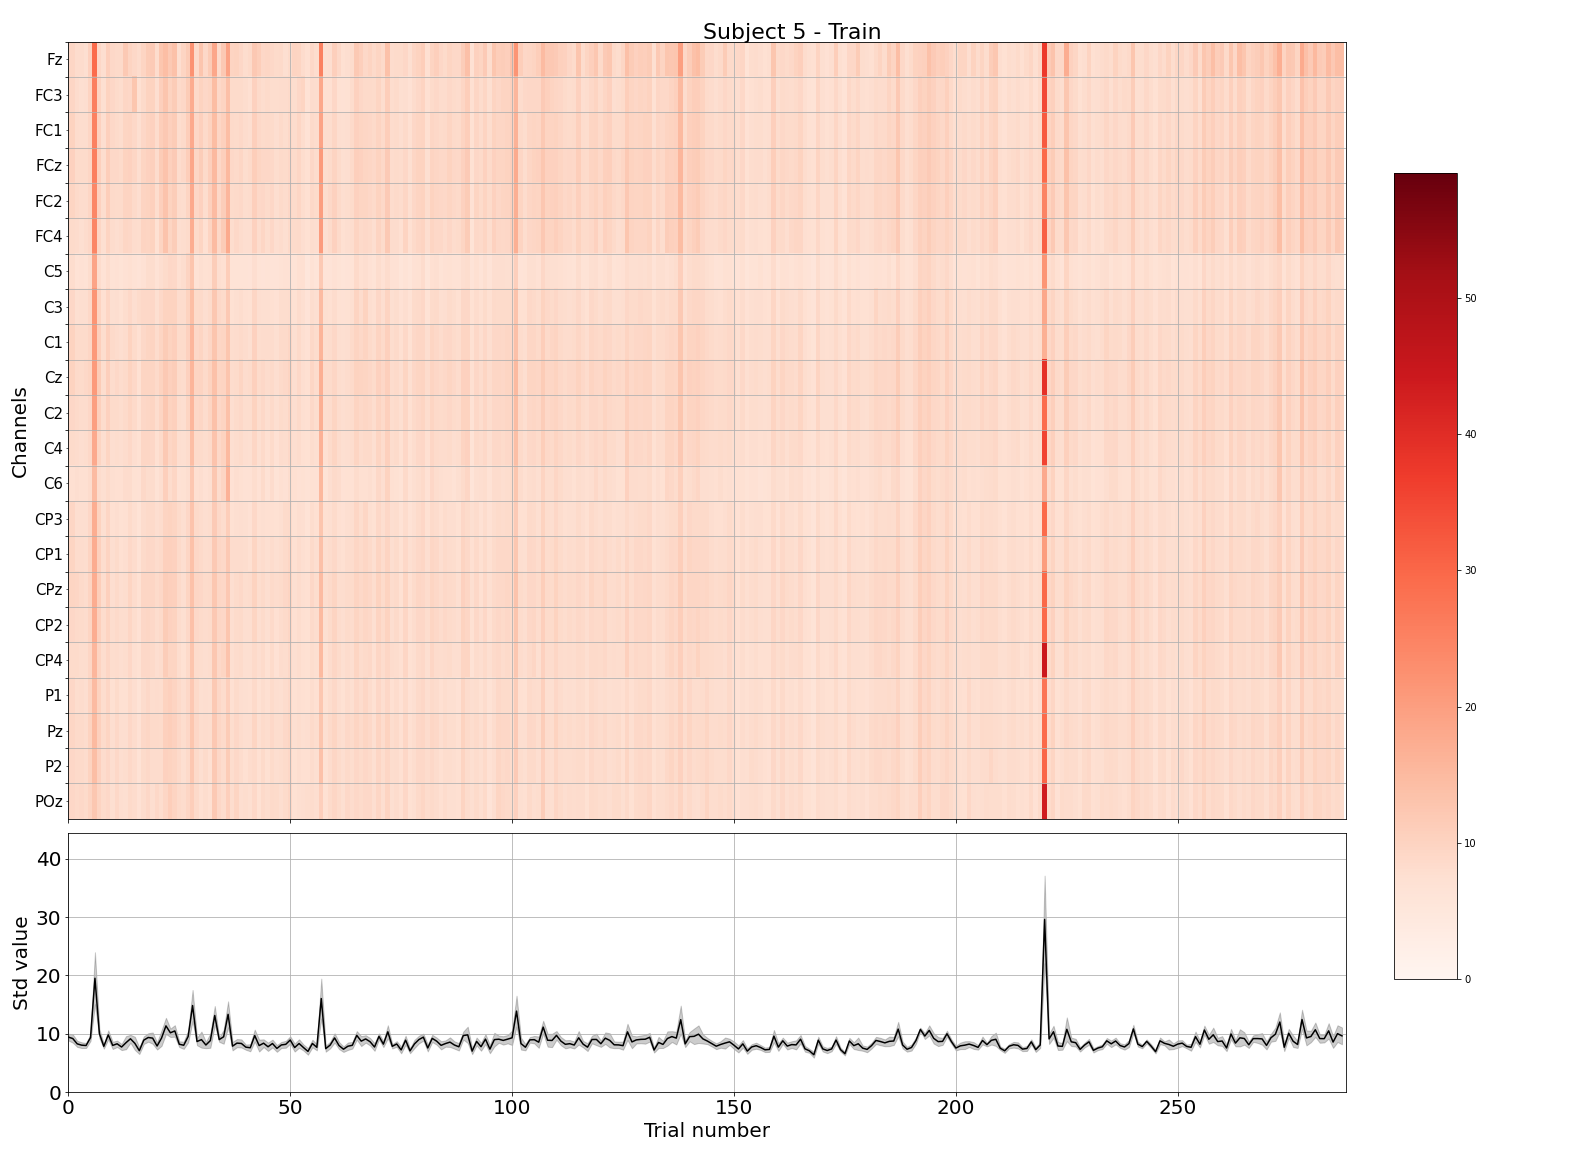 Subject 5 - Train
Channels
Fz
FC3
FC1
FCz
FC2
FC4
C5
C3
C1
Cz
C2
C4
C6
CP3
CP1
CPz
CP2
CP4
P1
Pz
P2
POz
50
40
30
20
10
0
Std value
40
30
20
10
0
0 50 100 150 200 250
Trial number